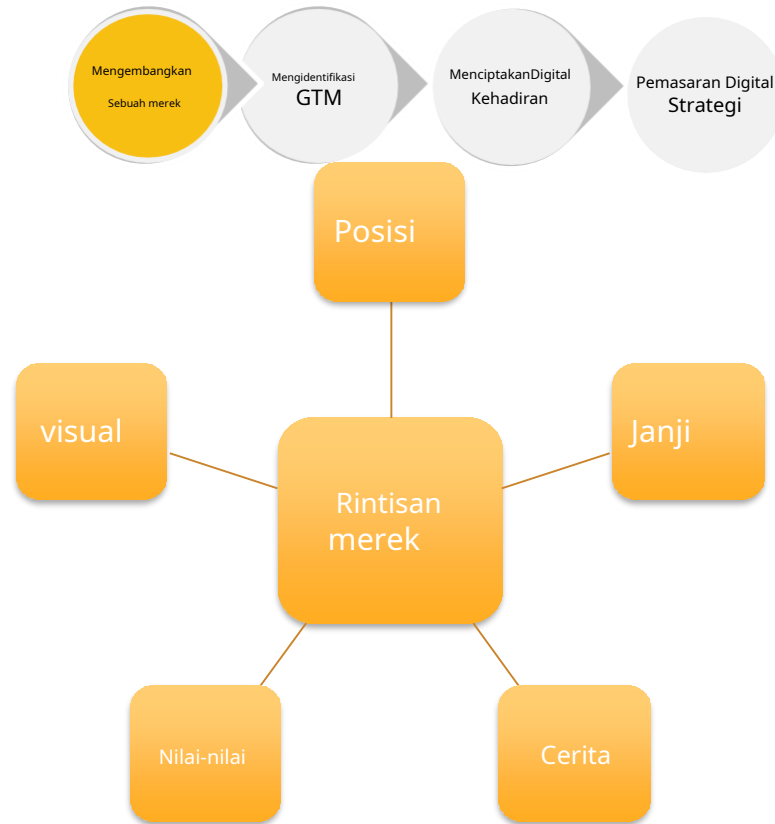 Mengembangkan
Sebuah merek
Mengidentifikasi
GTM
MenciptakanDigital
Kehadiran
Pemasaran Digital
Strategi
Posisi
visual
Janji
Rintisan
merek
Nilai-nilai
Cerita